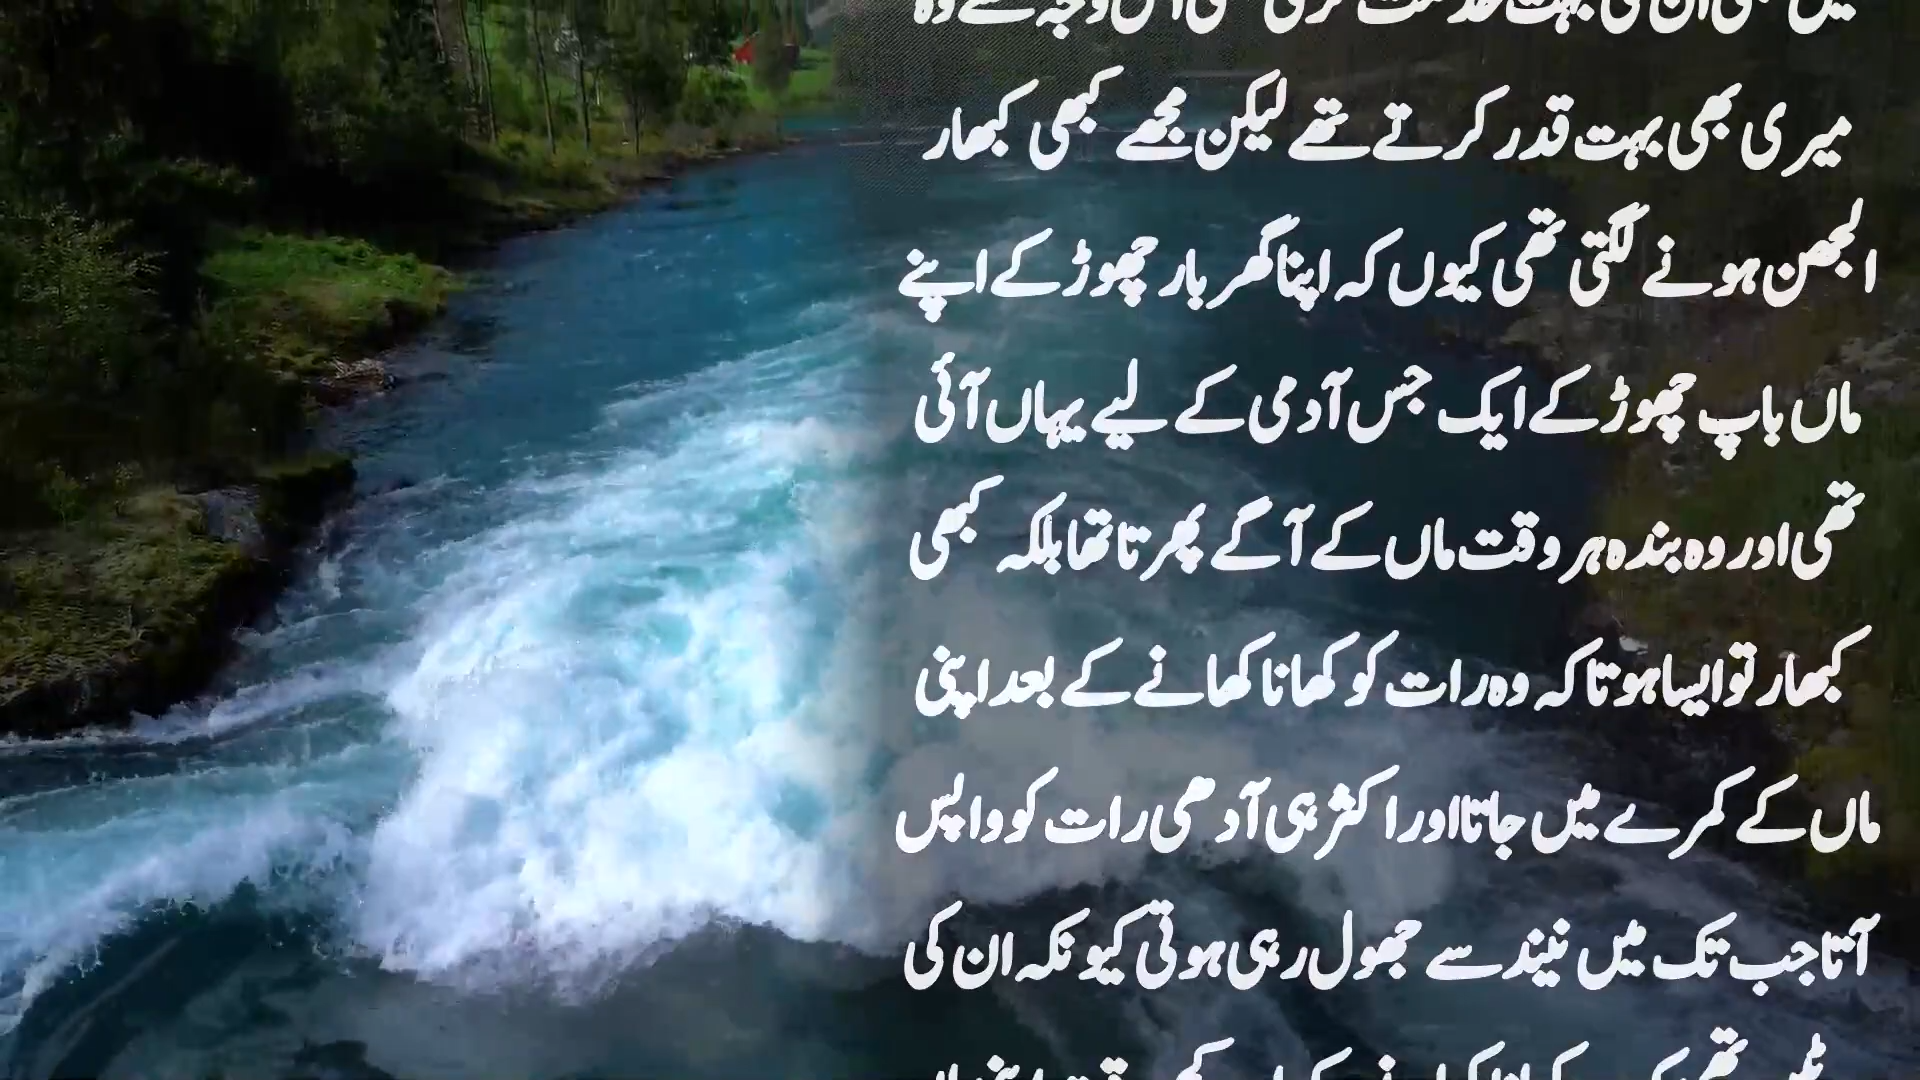 میری بھی بہت قدر کرتے تھے لیکن مجھے کبھی کبھار
الجھن ہونے لگتی تھی کیوں کہ اپنا گھر بار چھوڑ کے اپنے
ماں باپ چھوڑ کے ایک جس آدمی کے لیے یہاں آئی
تھی اور وہ بندہ ہر وقت ماں کے آگے پھرتا تھا بلکہ کبھی
کبھار تو ایسا ہوتا کہ وہ رات کو کھانا کھانے کے بعد اپنی
ماں کے کمرے میں جاتا اور اکثر ہی آدھی رات کو واپس
آتا جب تک میں نیند سے جھول رہی ہوتی کیونکہ ان کی